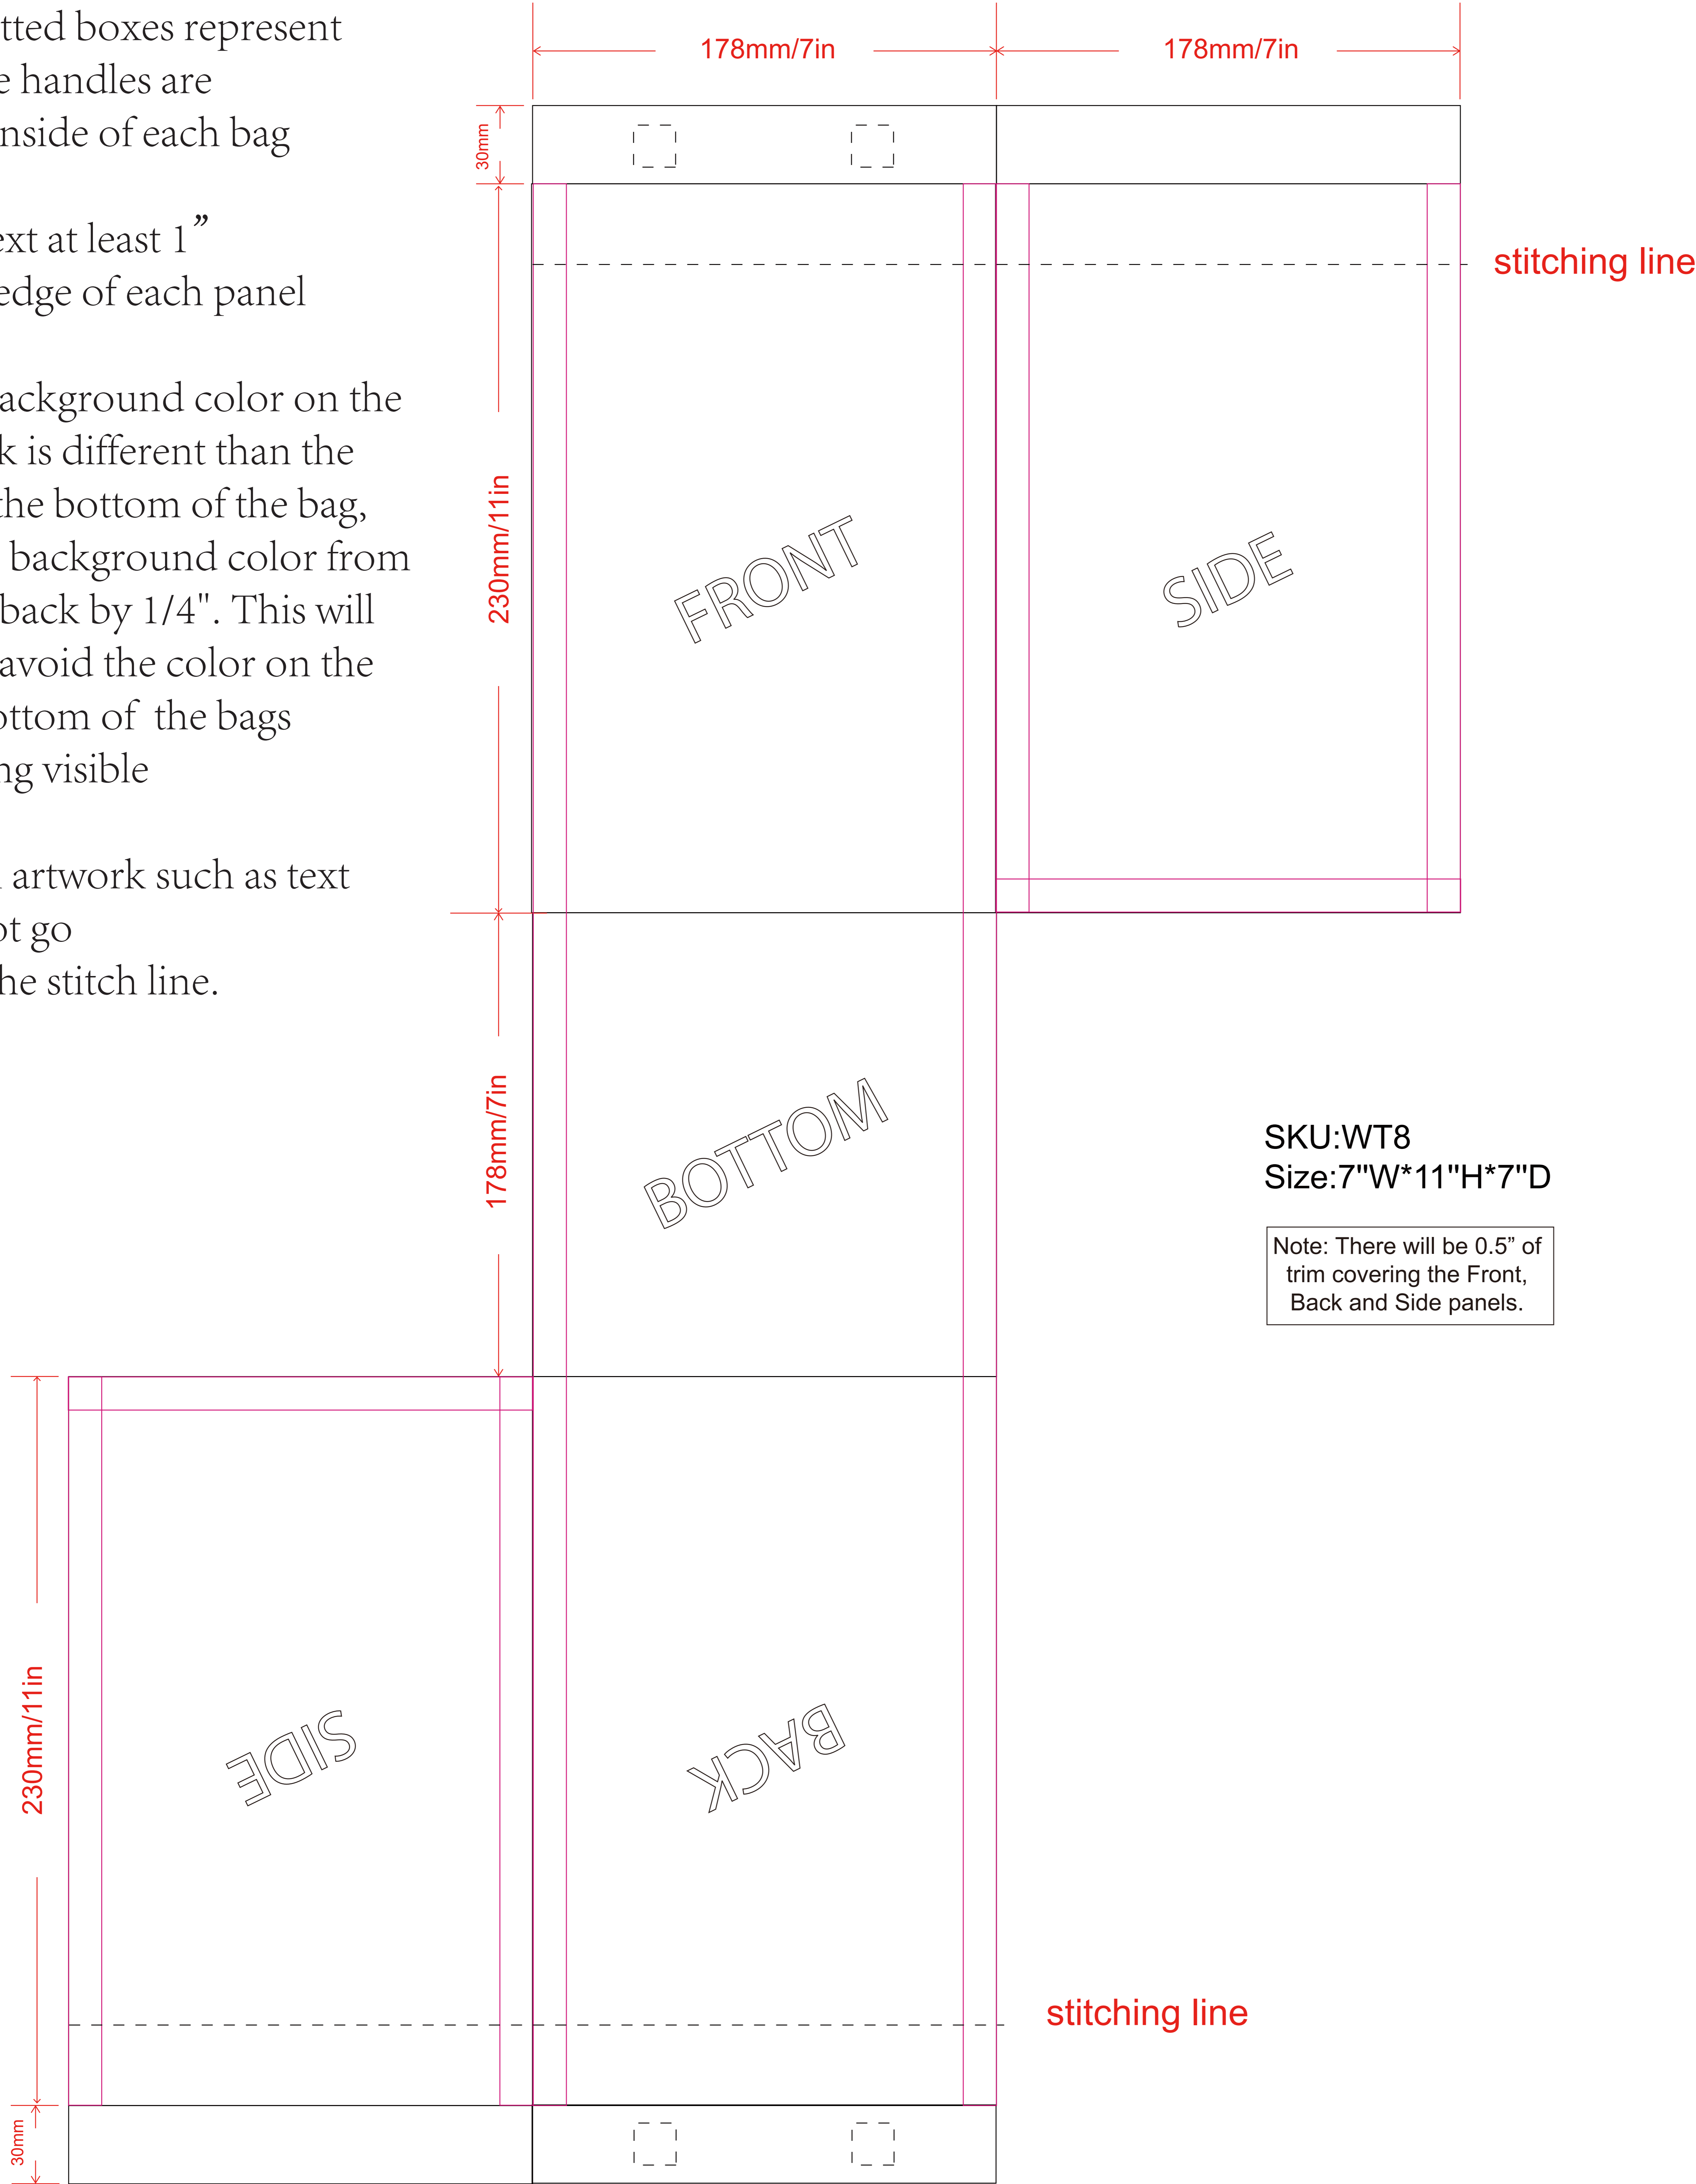 tted boxes represent
e handles are
nside of each bag
ext at least 1”
edge of each panel
ackground color on the
k is different than the
the bottom of the bag,
background color from
back by 1/4". This will
avoid the color on the
ottom of the bags
ng visible
artwork such as text
ot go
he stitch line.
178mm/7in
178mm/7in
30mm
stitching line
230mm/11in
FRONT
SIDE
178mm/7in
BOTTOM
SKU:WT8
Size:7"W*11"H*7"D
Note: There will be 0.5” of
trim covering the Front,
Back and Side panels.
230mm/11in
SIDE
BACK
stitching line
30mm